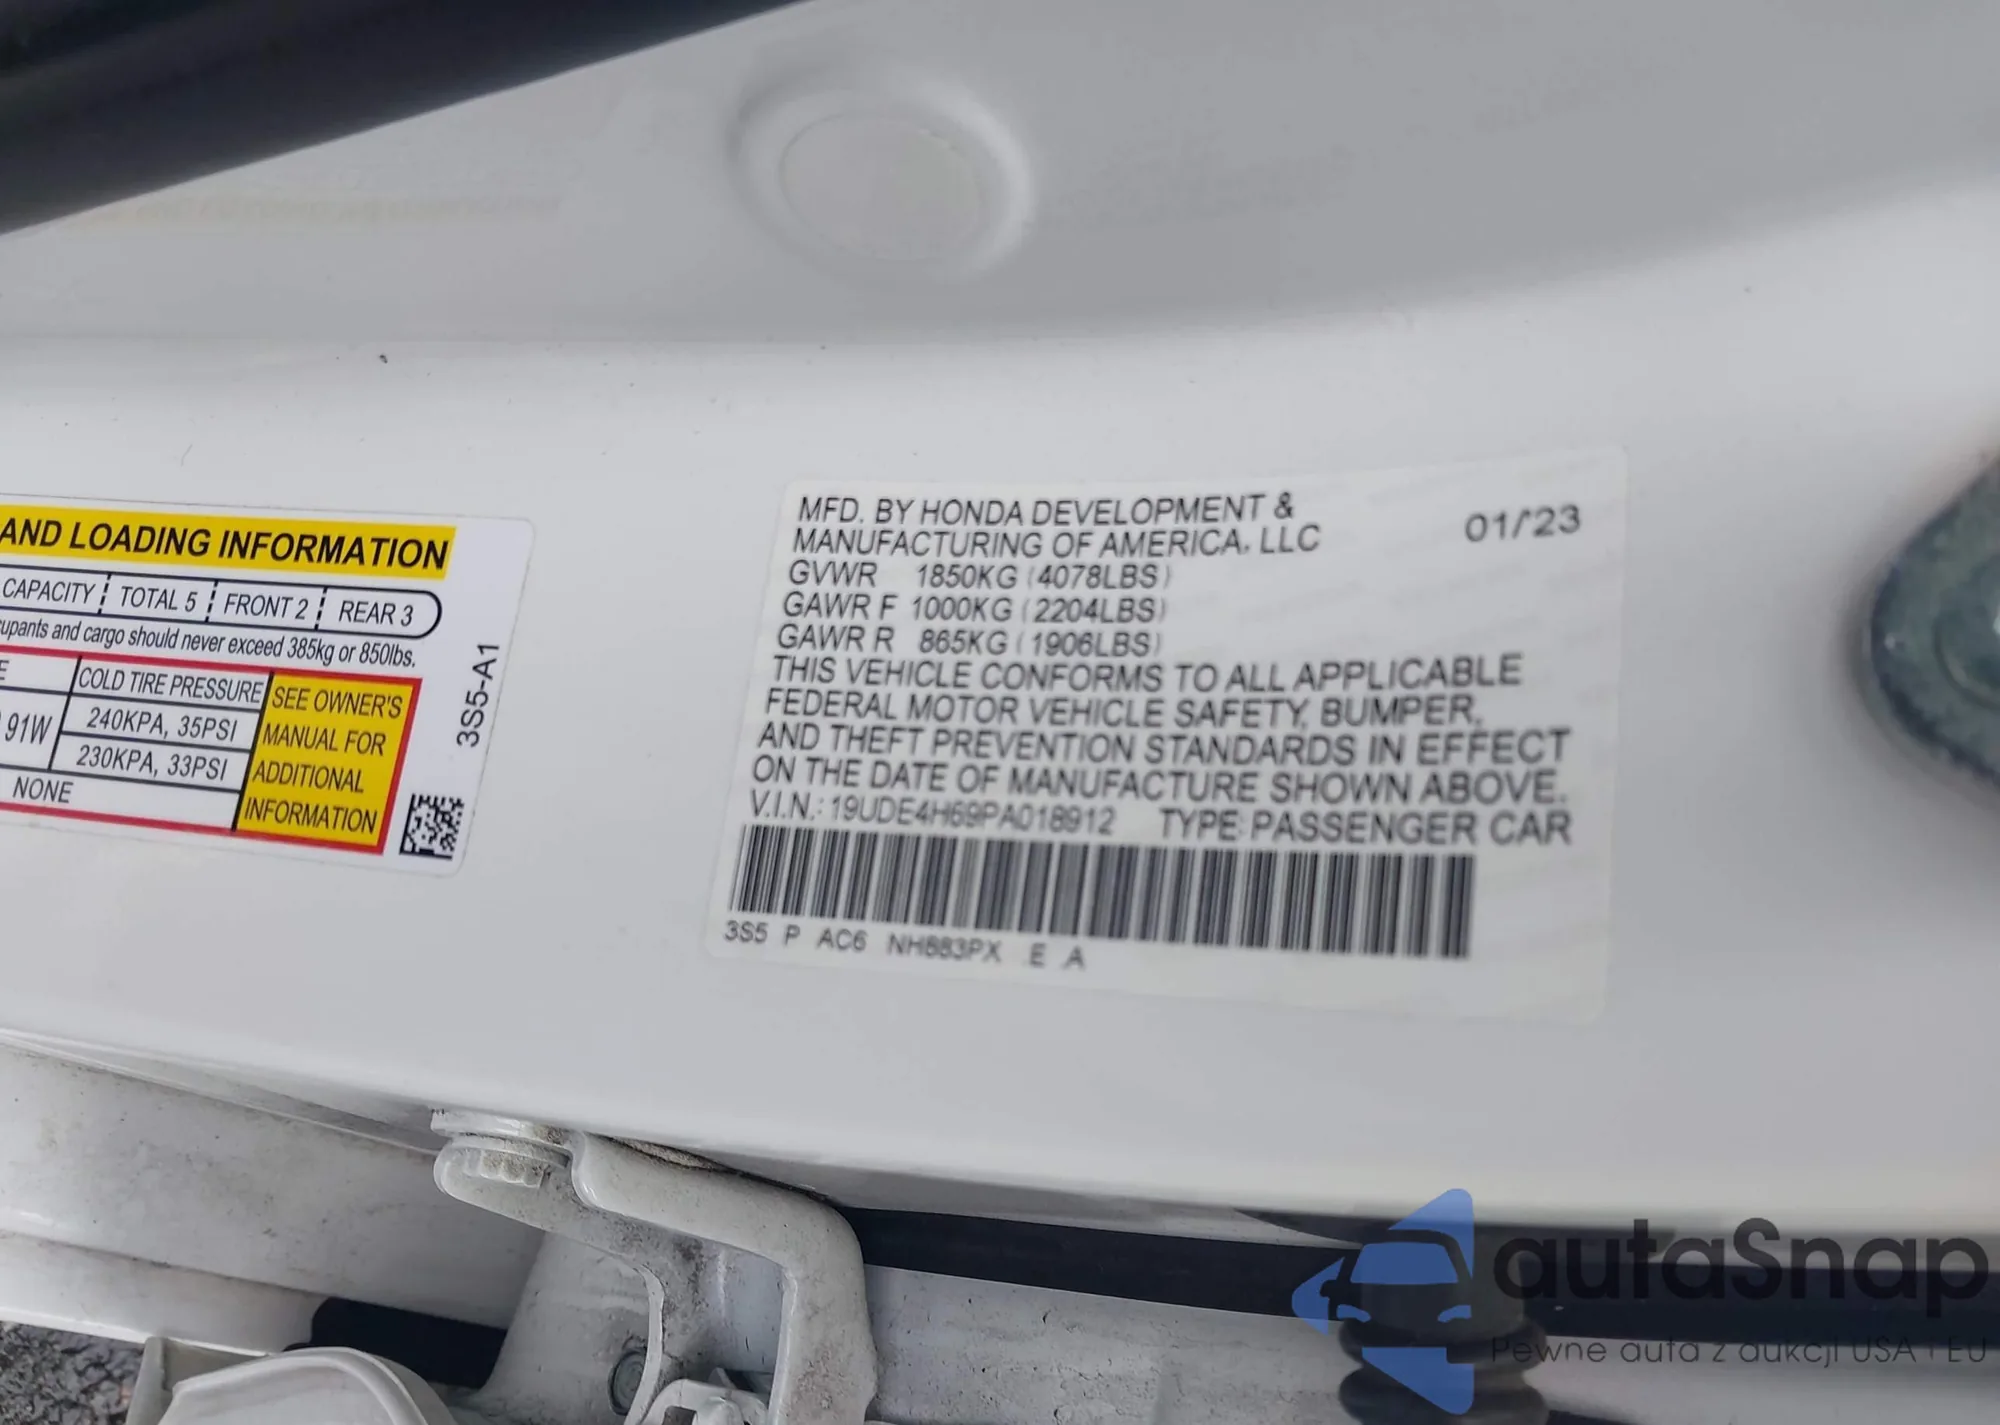 AND LOADING INFORMATION
CAPACITY TOTAL 5 FRONT 2 REAR 3
upants and cargo should never exceed 385kg or 850lbs.
E COLD TIRE PRESSURE
91W 240KPA, 35PSI
230KPA, 33PSI
NONE
SEE OWNER'S
MANUAL FOR
ADDITIONAL
INFORMATION
3S5-A1
MFD. BY HONDA DEVELOPMENT &
MANUFACTURING OF AMERICA, LLC 01/'23
GVWR 1850KG (4078LBS)
GAWR F 1000KG (2204LBS)
GAWR R 865KG (1906LBS)
THIS VEHICLE CONFORMS TO ALL APPLICABLE
FEDERAL MOTOR VEHICLE SAFETY, BUMPER,
AND THEFT PREVENTION STANDARDS IN EFFECT
ON THE DATE OF MANUFACTURE SHOWN ABOVE.
V.I.N.: 19UDE4H69PA018912 TYPE: PASSENGER CAR
3S5 P AC6 NH883PX E A
autaSnap
Pewne auta z aukcji USA i EU